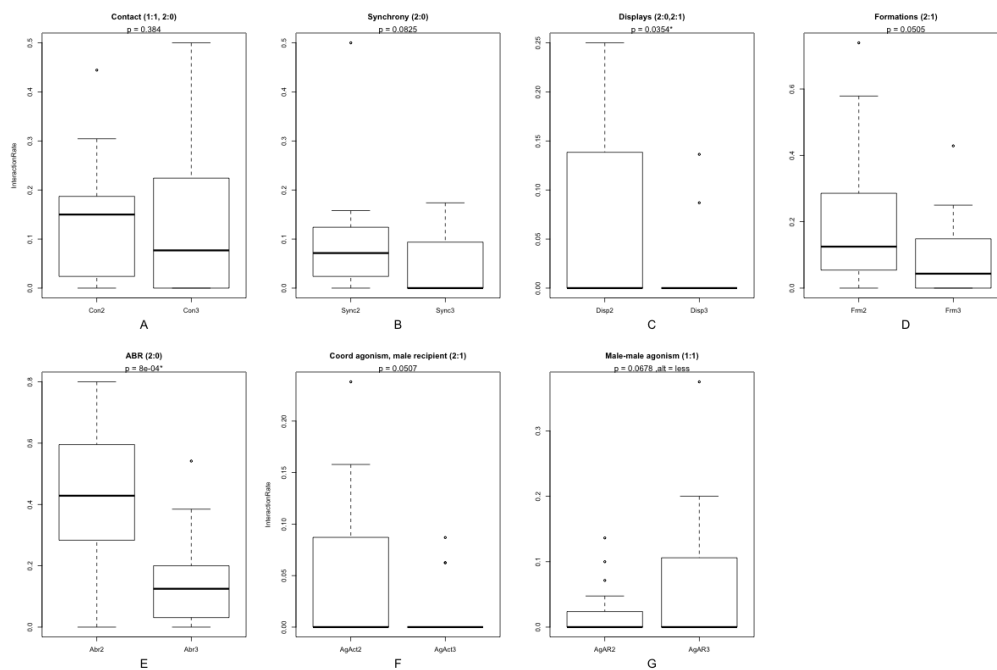 Contact (1:1, 2:0)
p = 0.384
InteractionRate
0.0 0.1 0.2 0.3 0.4 0.5
Con2 Con3
A
Synchrony (2:0)
p = 0.0825
0.0 0.1 0.2 0.3 0.4 0.5
Sync2 Sync3
B
Displays (2:0,2:1)
p = 0.0354*
0.00 0.05 0.10 0.15 0.20 0.25
Disp2 Disp3
C
Formations (2:1)
p = 0.0505
0.0 0.2 0.4 0.6
Frm2 Frm3
D
ABR (2:0)
p = 8e-04*
0.0 0.2 0.4 0.6 0.8
Abr2 Abr3
E
Coord agonism, male recipient (2:1)
p = 0.0507
InteractionRate
0.00 0.05 0.10 0.15 0.20
AgAct2 AgAct3
F
Male-male agonism (1:1)
p = 0.0678 ,alt = less
0.0 0.1 0.2 0.3
AgAR2 AgAR3
G